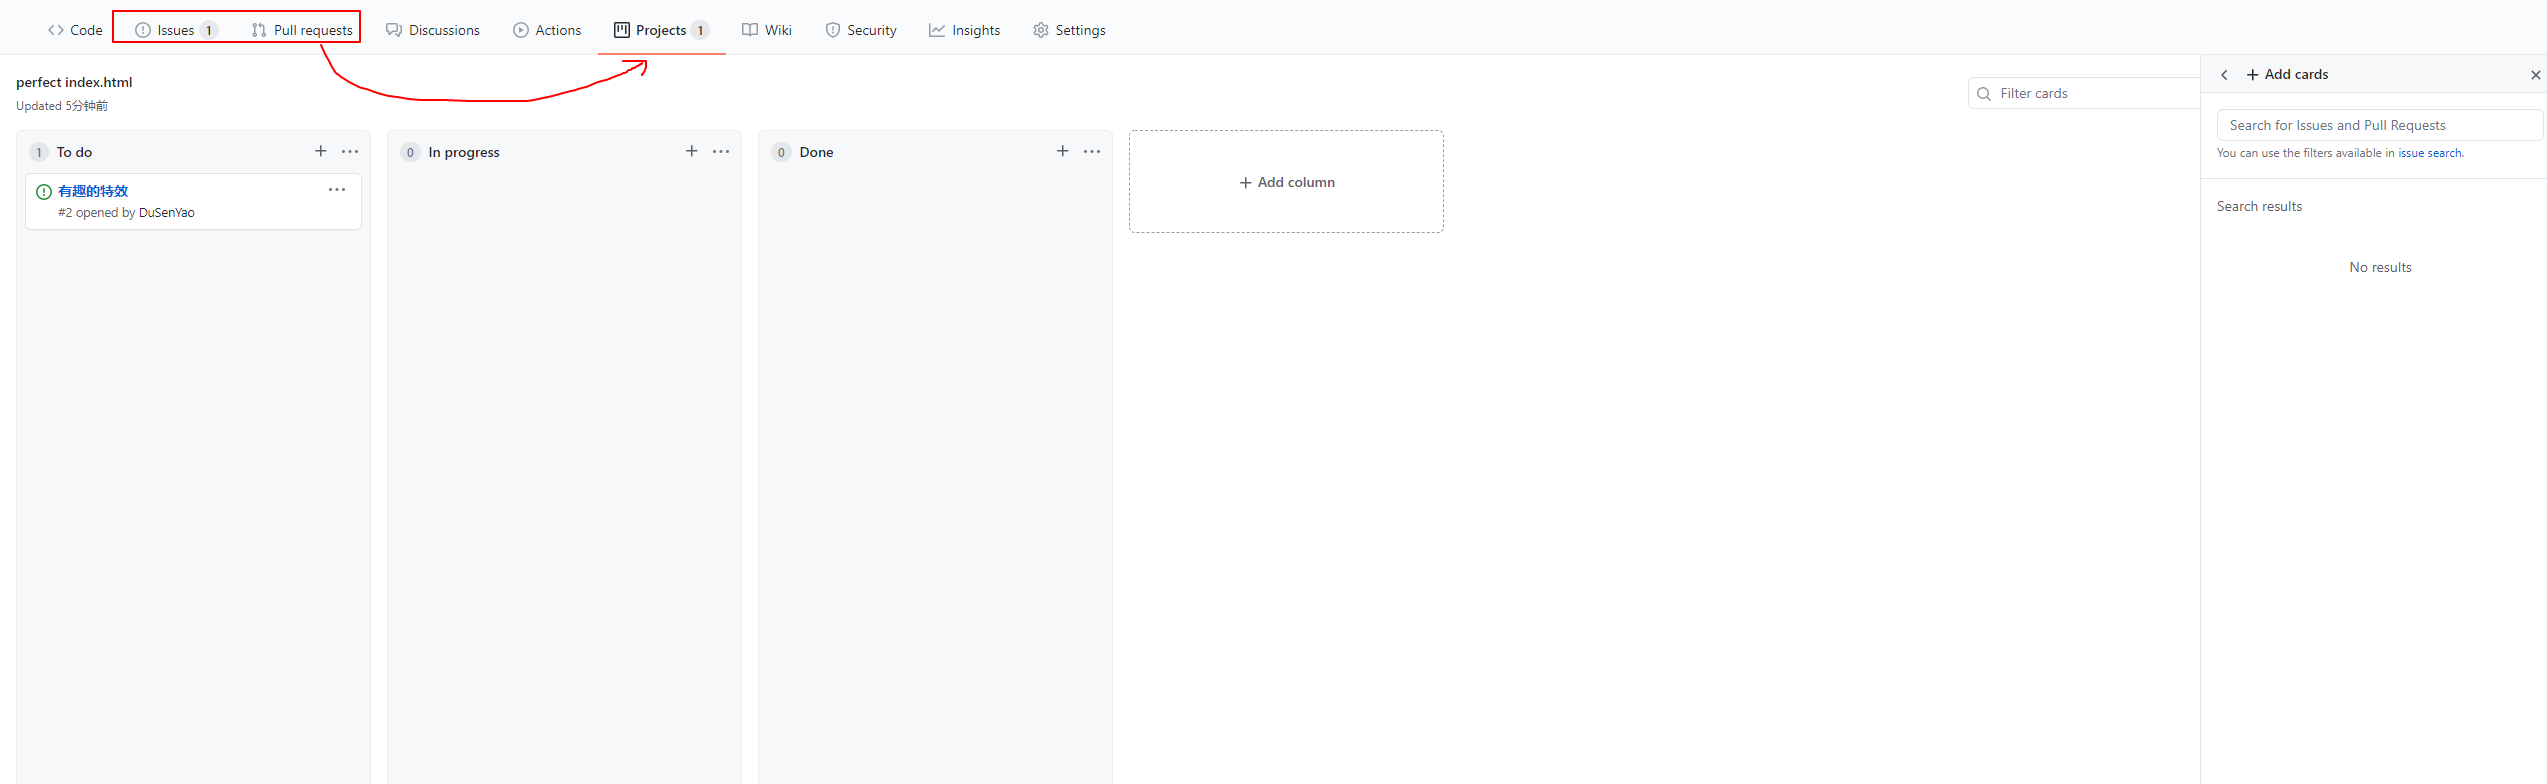 Code Issues 1 Pull requests Discussions Actions Projects 1 Wiki Security Insights Settings
perfect index.html
Updated 5分钟前
Filter cards
1 To do
有趣的特效
#2 opened by DuSenYao
0 In progress
0 Done
Add column
Add cards
Search for Issues and Pull Requests
You can use the filters available in issue search.
Search results
No results